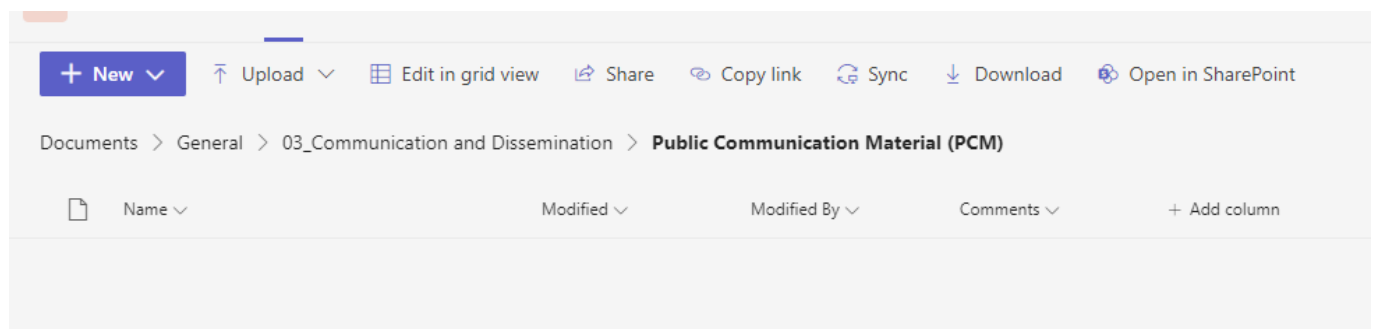 New Upload Edit in grid view Share Copy link Sync Download Open in SharePoint
Documents > General > 03_Communication and Dissemination > Public Communication Material (PCM)
Name Modified Modified By Comments + Add column